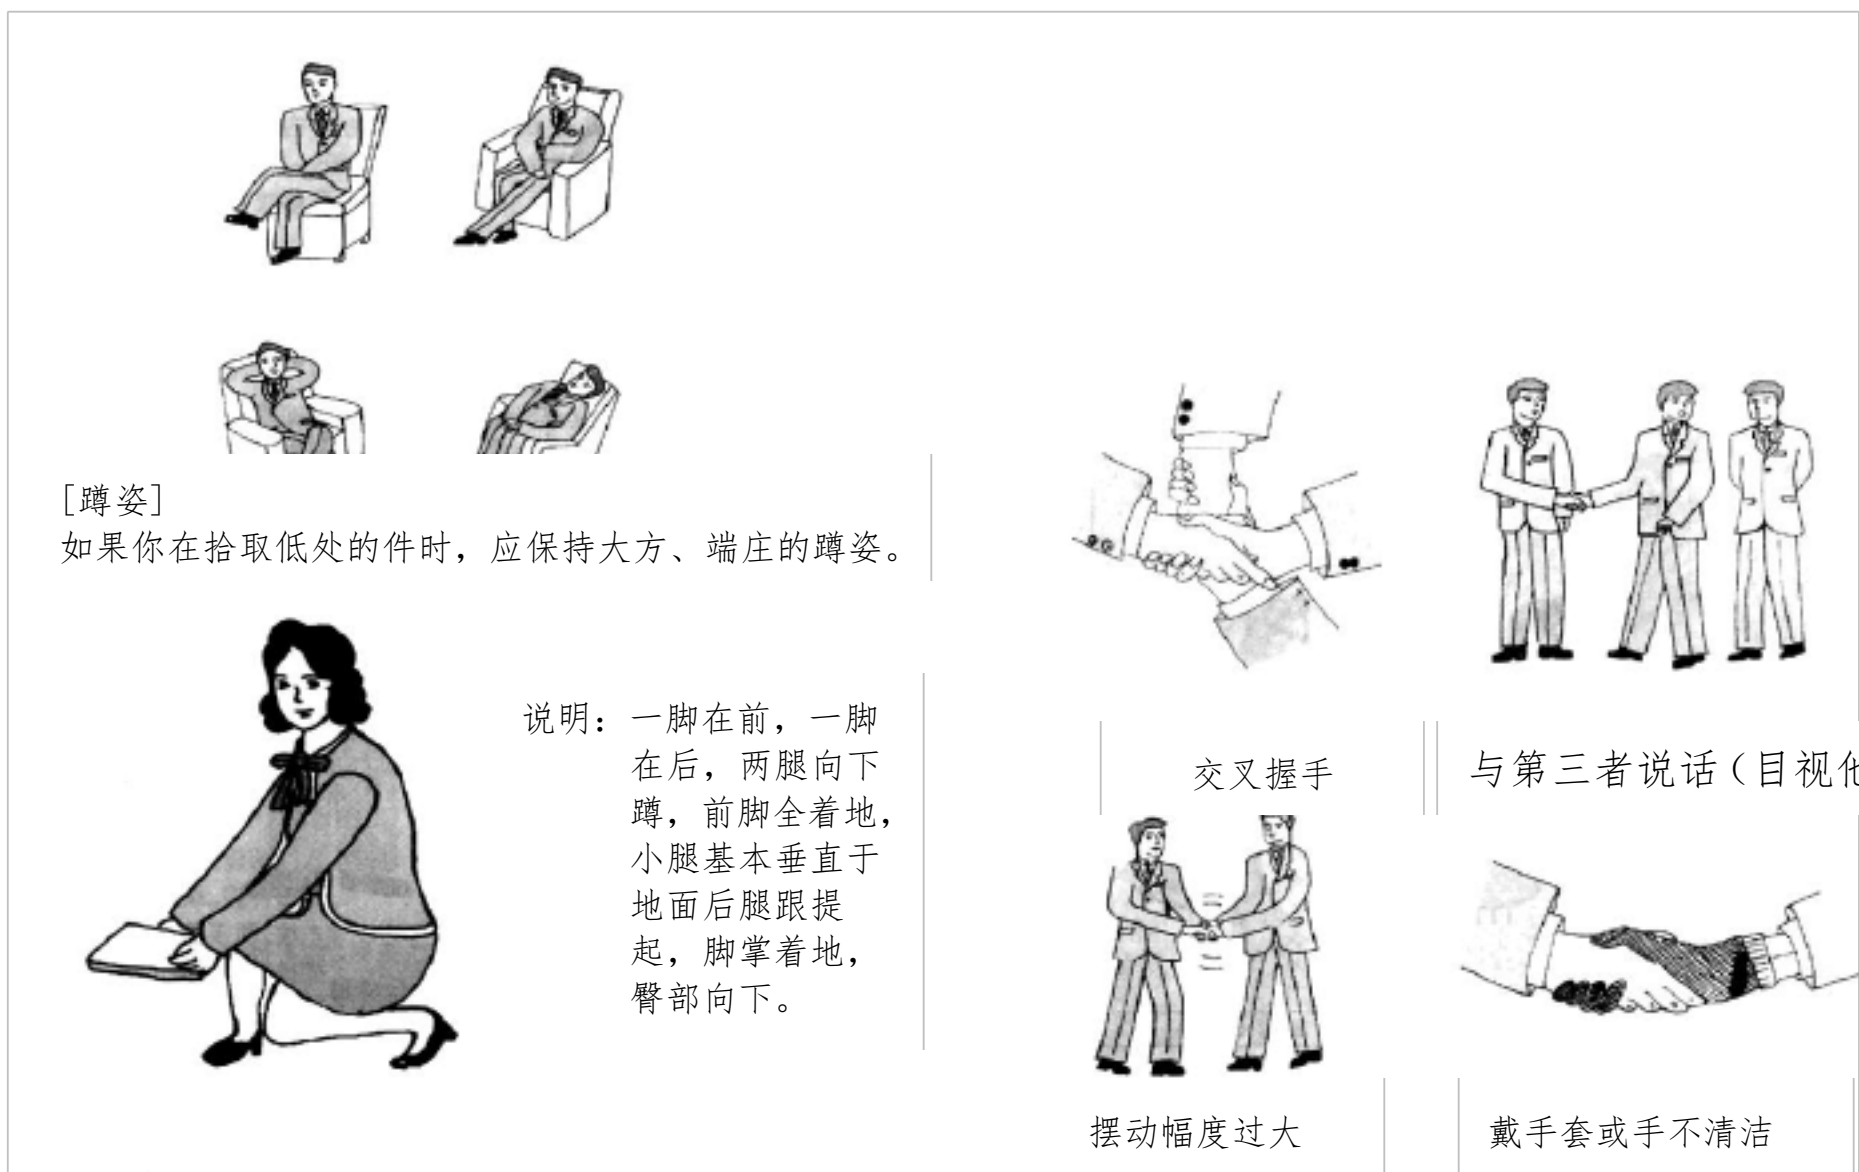 [蹲姿]
如果你在拾取低处的件时，应保持大方、端庄的蹲姿。
说明：一脚在前，一脚
在后，两腿向下
蹲，前脚全着地，
小腿基本垂直于
地面后腿跟提
起，脚掌着地，
臀部向下。
交叉握手
与第三者说话（目视他
摆动幅度过大
戴手套或手不清洁